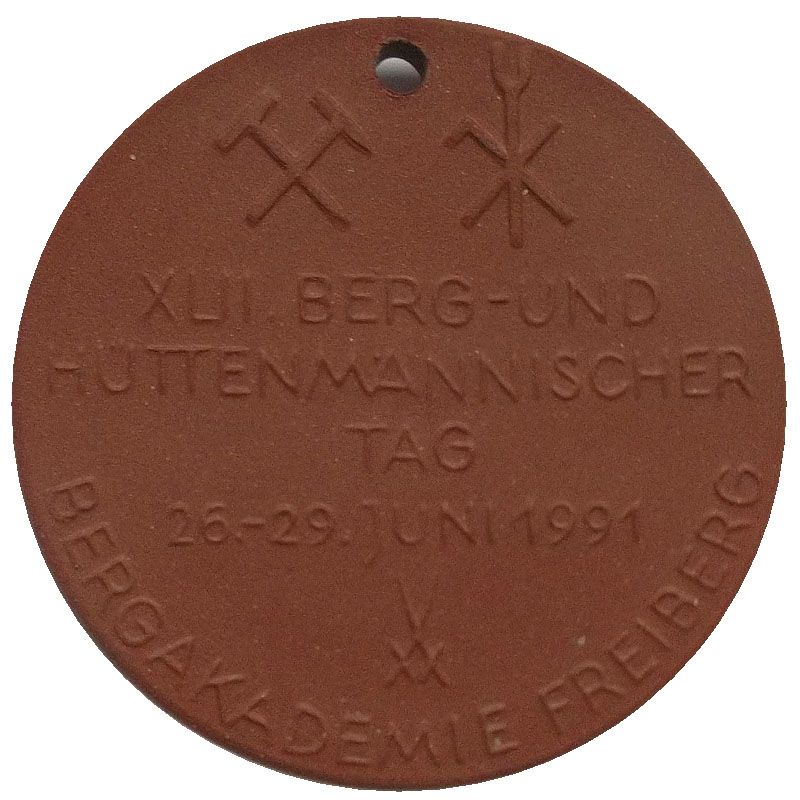 XLII. BERG-UND
HÜTTENMÄNNISCHER
TAG
26.-29. JUNI 1991
BERGAKADEMIE FREIBERG